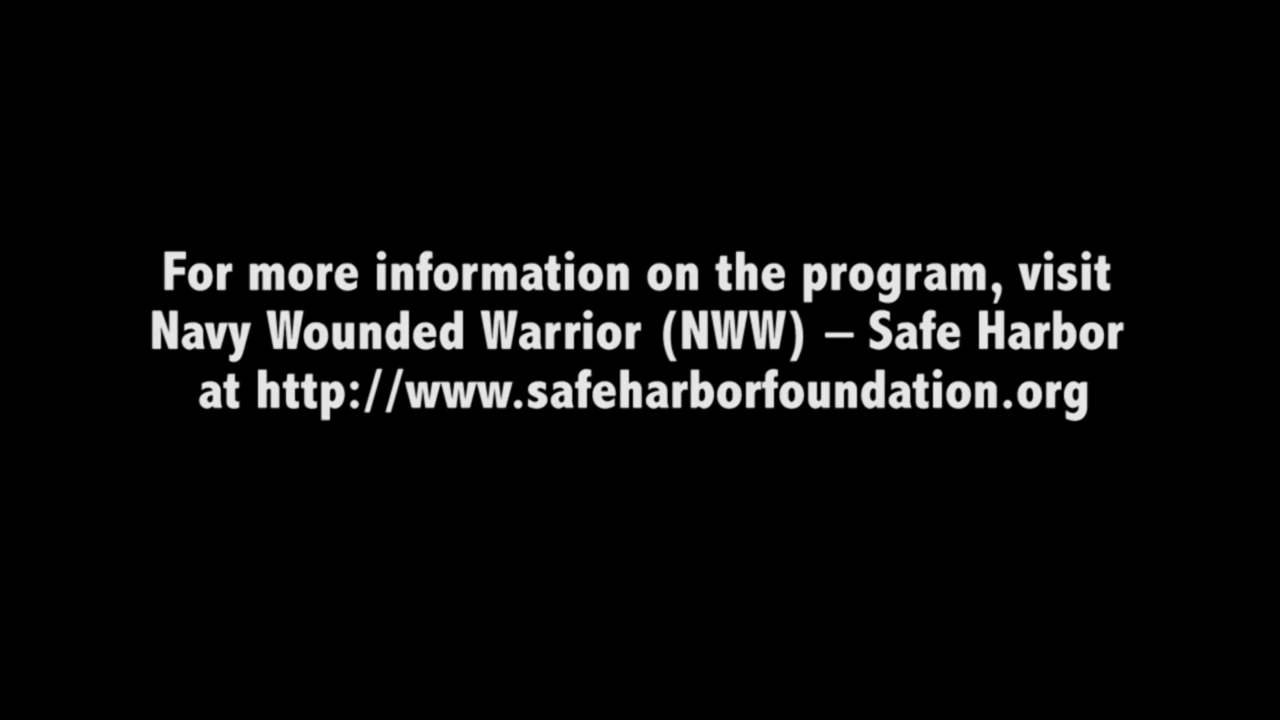 For more information on the program, visit
Navy Wounded Warrior (NWW) – Safe Harbor
at http://www.safeharborfoundation.org